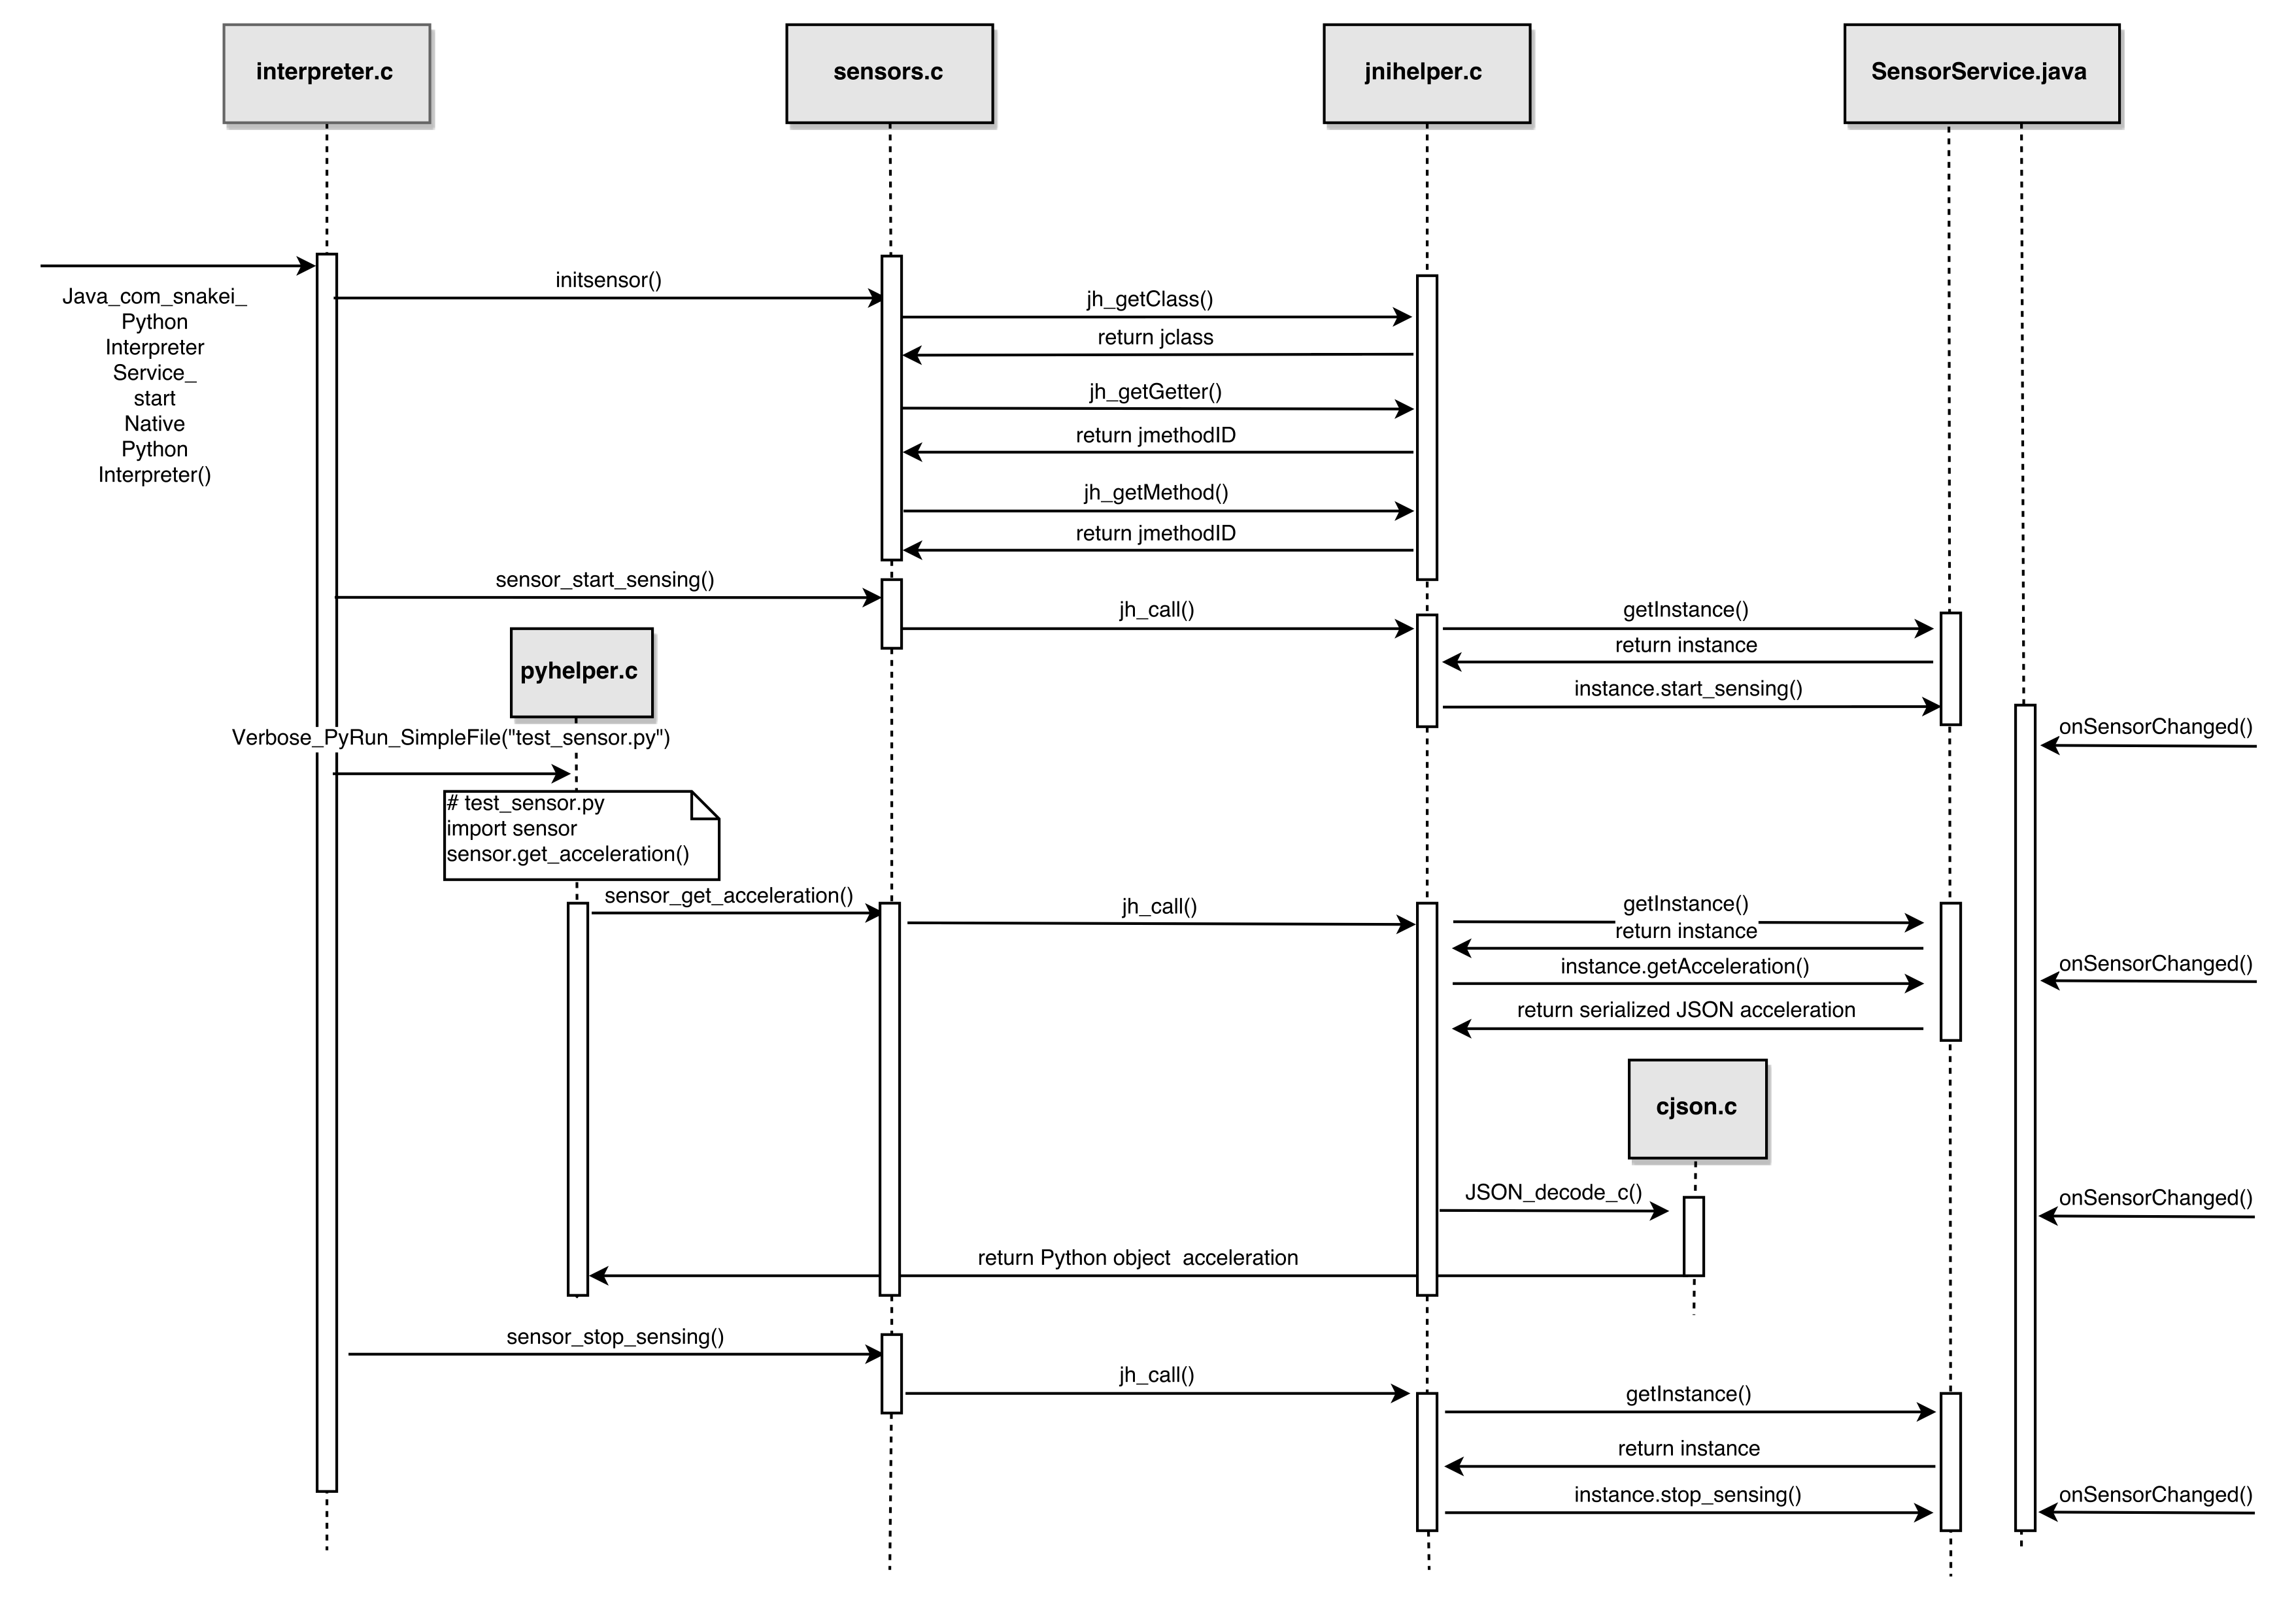 interpreter.c
sensors.c
jnihelper.c
SensorService.java
Java_com_snakei_
Python
Interpreter
Service_
start
Native
Python
Interpreter()
initsensor()
jh_getClass()
return jclass
jh_getGetter()
return jmethodID
jh_getMethod()
return jmethodID
sensor_start_sensing()
jh_call()
getInstance()
return instance
instance.start_sensing()
pyhelper.c
onSensorChanged()
Verbose_PyRun_SimpleFile("test_sensor.py")
# test_sensor.py
import sensor
sensor.get_acceleration()
sensor_get_acceleration()
jh_call()
getInstance()
return instance
instance.getAcceleration()
onSensorChanged()
return serialized JSON acceleration
cjson.c
JSON_decode_c()
onSensorChanged()
return Python object  acceleration
sensor_stop_sensing()
jh_call()
getInstance()
return instance
instance.stop_sensing()
onSensorChanged()